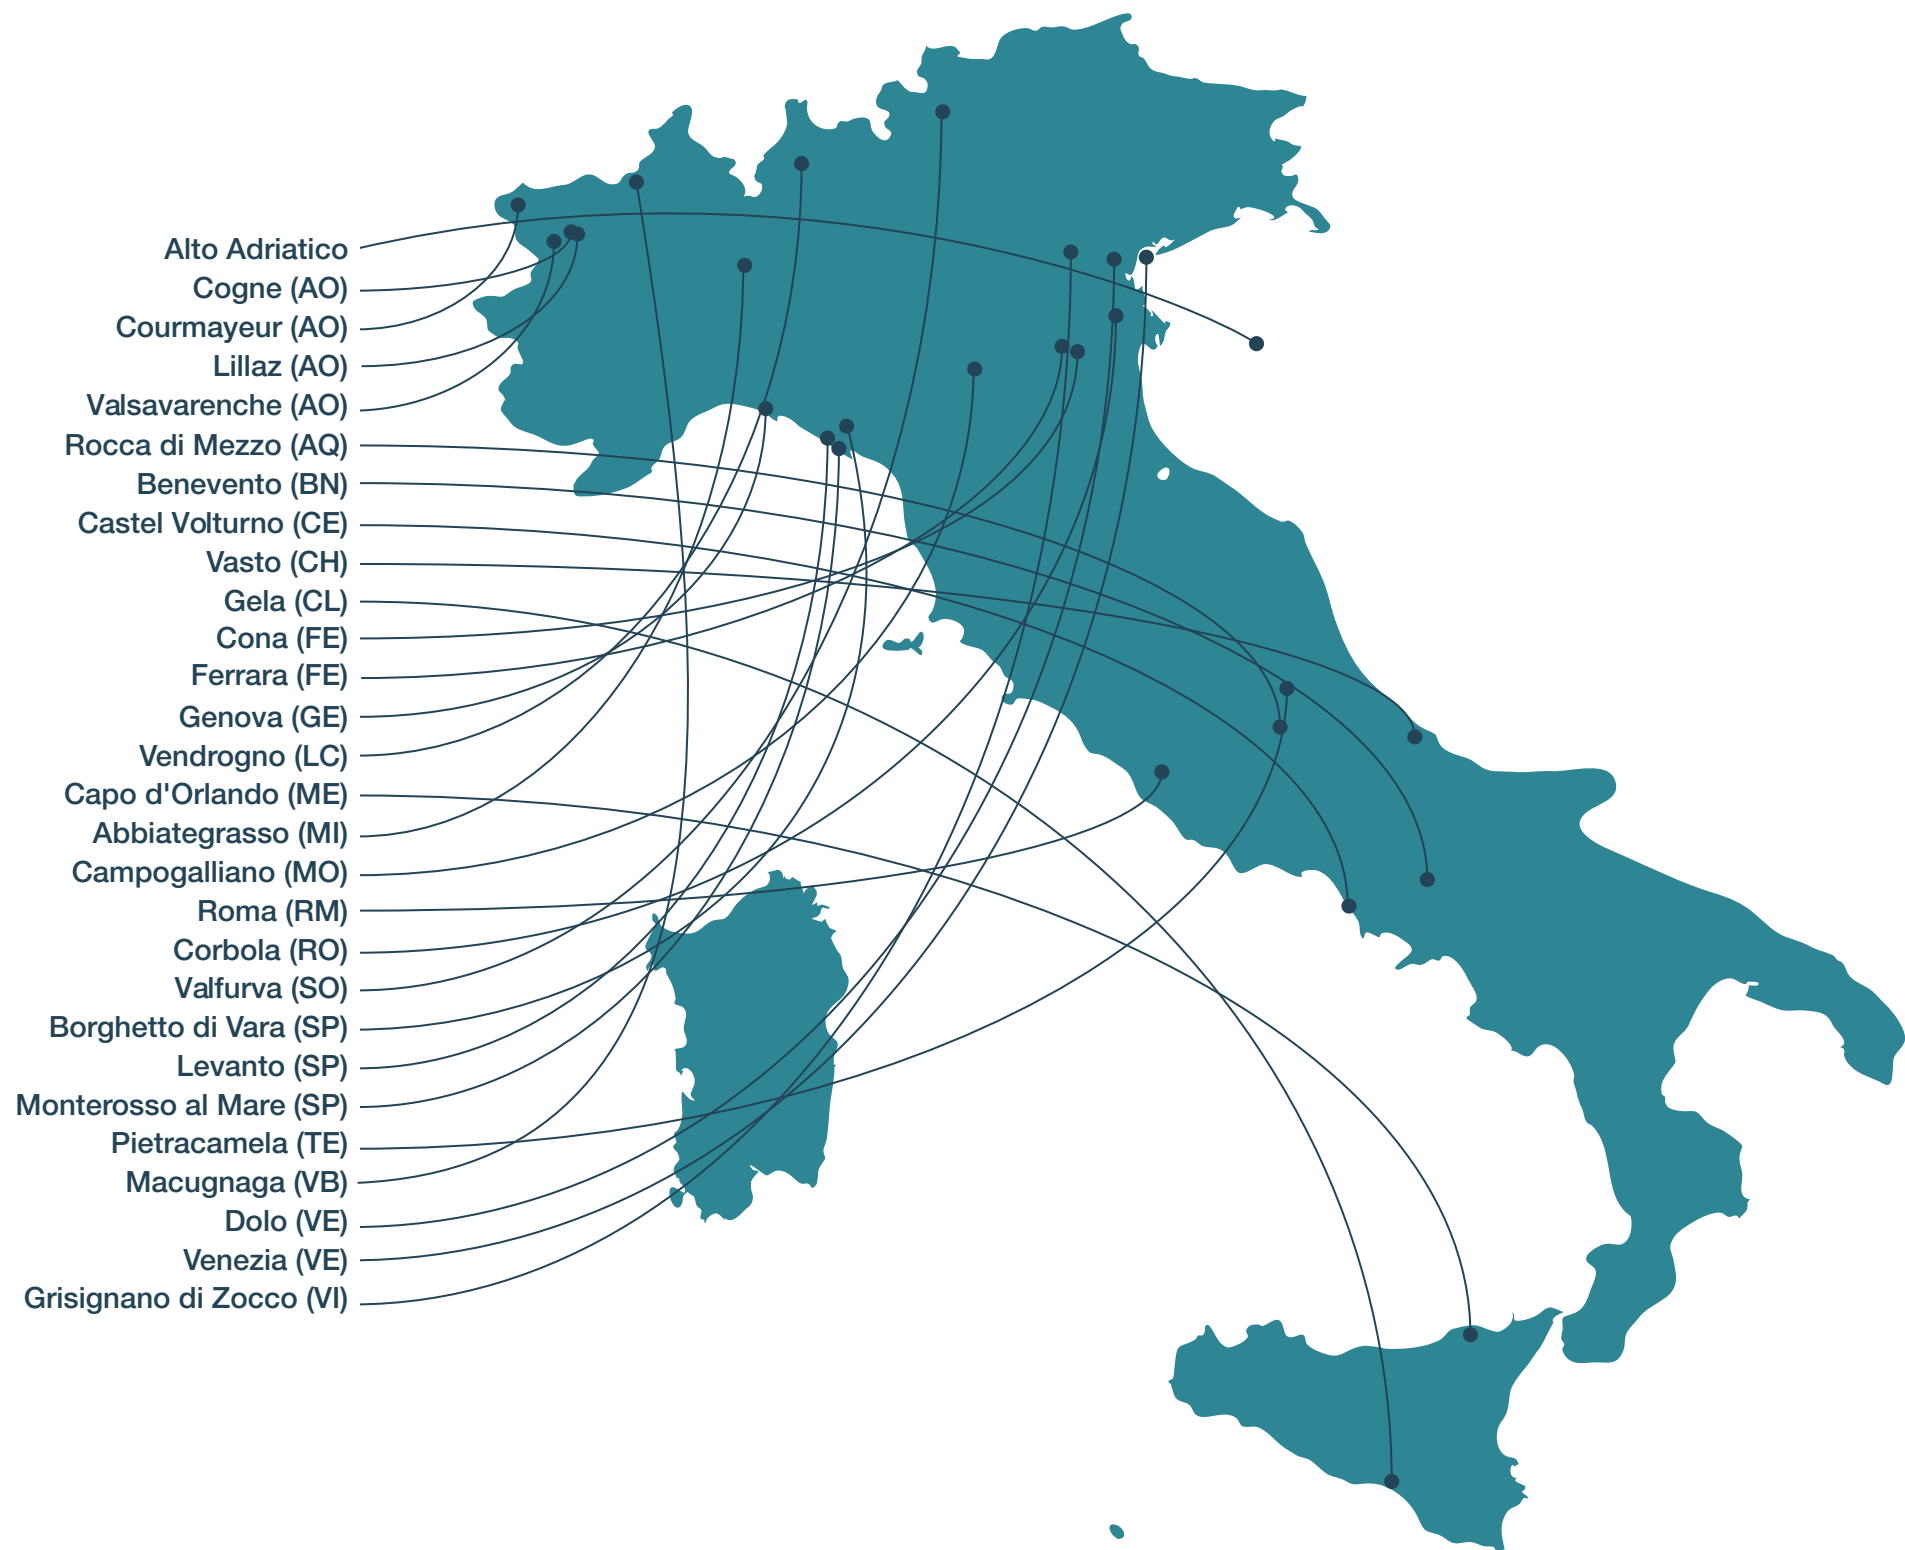 Alto Adriatico
Cogne (AO)
Courmayeur (AO)
Lillaz (AO)
Valsavarenche (AO)
Rocca di Mezzo (AQ)
Benevento (BN)
Castel Volturno (CE)
Vasto (CH)
Gela (CL)
Cona (FE)
Ferrara (FE)
Genova (GE)
Vendrogno (LC)
Capo d'Orlando (ME)
Abbiategrasso (MI)
Campogalliano (MO)
Roma (RM)
Corbola (RO)
Valfurva (SO)
Borghetto di Vara (SP)
Levanto (SP)
Monterosso al Mare (SP)
Pietracamela (TE)
Macugnaga (VB)
Dolo (VE)
Venezia (VE)
Grisignano di Zocco (VI)